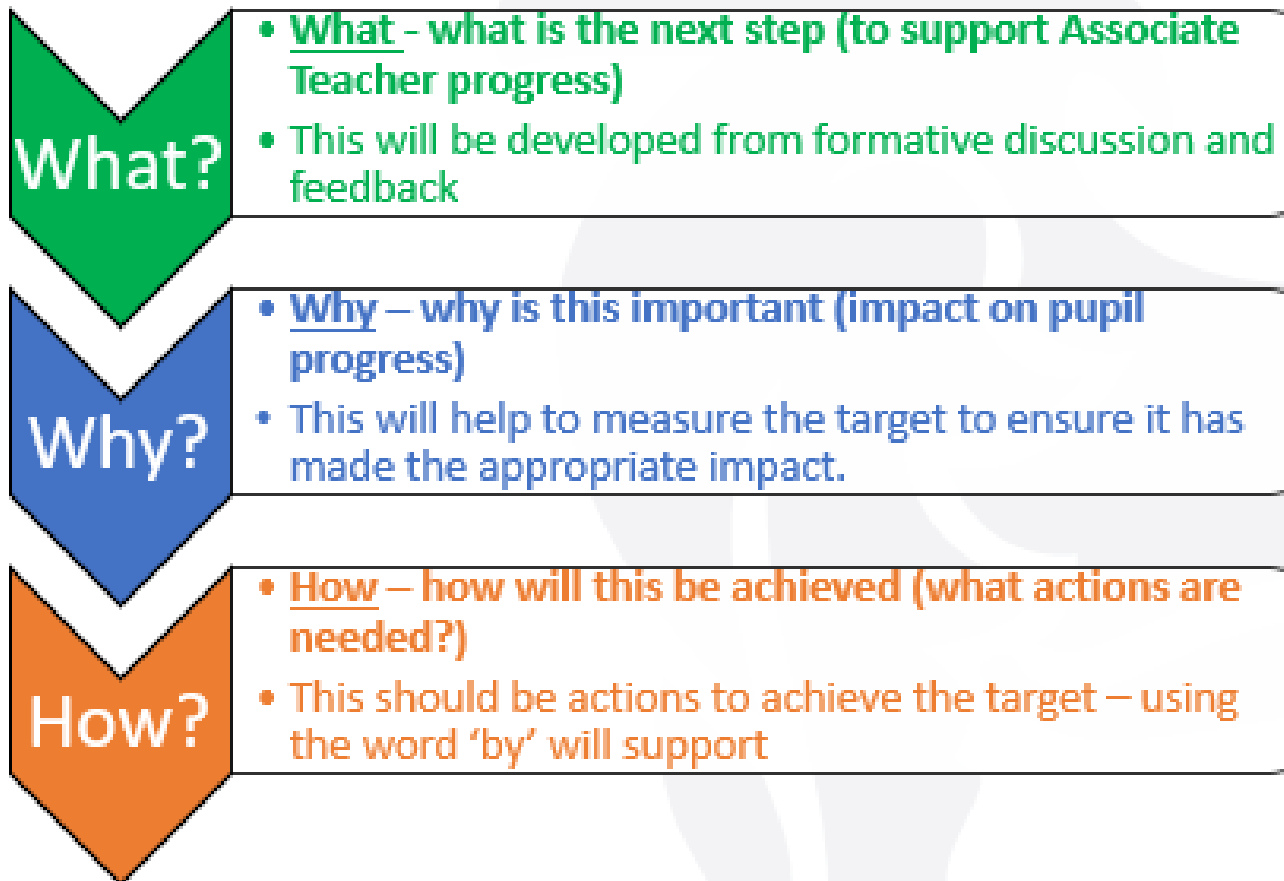 What?
• What - what is the next step (to support Associate
Teacher progress)
• This will be developed from formative discussion and
feedback
Why?
• Why – why is this important (impact on pupil
progress)
• This will help to measure the target to ensure it has
made the appropriate impact.
How?
• How – how will this be achieved (what actions are
needed?)
• This should be actions to achieve the target – using
the word ‘by’ will support